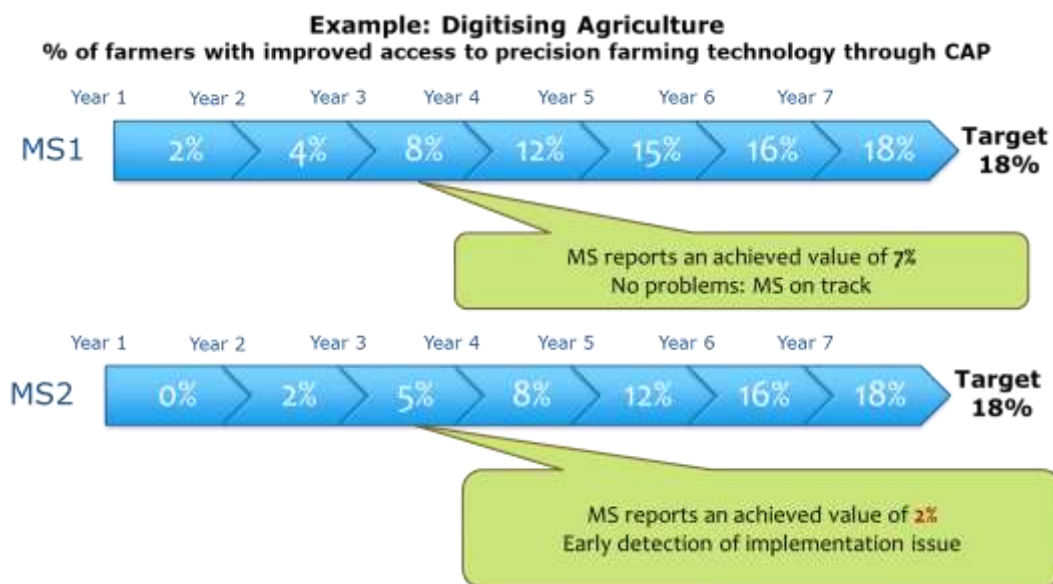 Example: Digitising Agriculture
% of farmers with improved access to precision farming technology through CAP
Year 1 Year 2 Year 3 Year 4 Year 5 Year 6 Year 7
MS1 2% 4% 8% 12% 15% 16% 18% Target
18%
MS reports an achieved value of 7%
No problems: MS on track
Year 1 Year 2 Year 3 Year 4 Year 5 Year 6 Year 7
MS2 0% 2% 5% 8% 12% 16% 18% Target
18%
MS reports an achieved value of 2%
Early detection of implementation issue